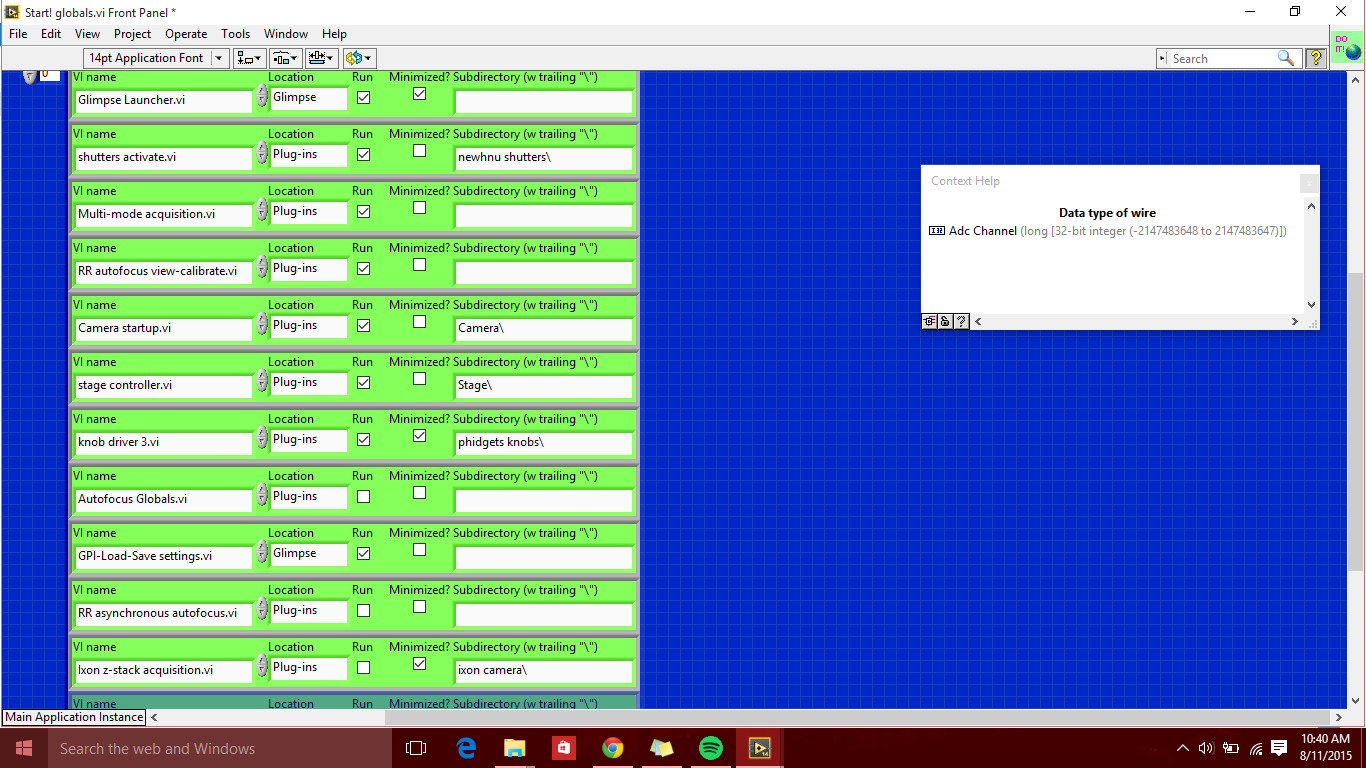 Start! globals.vi Front Panel *
File Edit View Project Operate Tools Window Help
DO IT!
14pt Application Font
Search
?
0
VI name Location Run Minimized? Subdirectory (w trailing "\")
Glimpse Launcher.vi Glimpse
VI name Location Run Minimized? Subdirectory (w trailing "\")
shutters activate.vi Plug-ins newhnu shutters\
VI name Location Run Minimized? Subdirectory (w trailing "\")
Multi-mode acquisition.vi Plug-ins
VI name Location Run Minimized? Subdirectory (w trailing "\")
RR autofocus view-calibrate.vi Plug-ins
VI name Location Run Minimized? Subdirectory (w trailing "\")
Camera startup.vi Plug-ins Camera\
VI name Location Run Minimized? Subdirectory (w trailing "\")
stage controller.vi Plug-ins Stage\
VI name Location Run Minimized? Subdirectory (w trailing "\")
knob driver 3.vi Plug-ins phidgets knobs\
VI name Location Run Minimized? Subdirectory (w trailing "\")
Autofocus Globals.vi Plug-ins
VI name Location Run Minimized? Subdirectory (w trailing "\")
GPI-Load-Save settings.vi Glimpse
VI name Location Run Minimized? Subdirectory (w trailing "\")
RR asynchronous autofocus.vi Plug-ins
VI name Location Run Minimized? Subdirectory (w trailing "\")
Ixon z-stack acquisition.vi Plug-ins ixon camera\
VI name Location Run Minimized? Subdirectory (w trailing "\")
Context Help
Data type of wire
I32 Adc Channel (long [32-bit integer (-2147483648 to 2147483647)])
?
Main Application Instance
Search the web and Windows
10:40 AM
8/11/2015